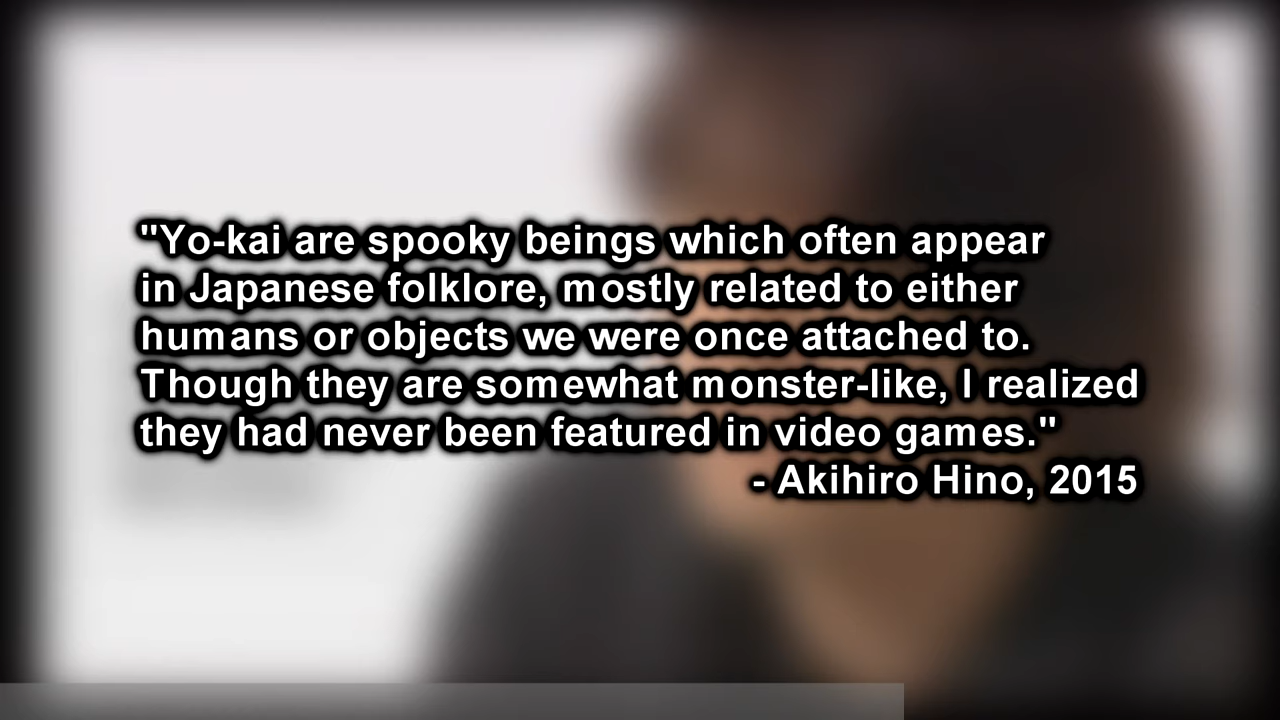 "Yo-kai are spooky beings which often appear
in Japanese folklore, mostly related to either
humans or objects we were once attached to.
Though they are somewhat monster-like, I realized
they had never been featured in video games."
- Akihiro Hino, 2015